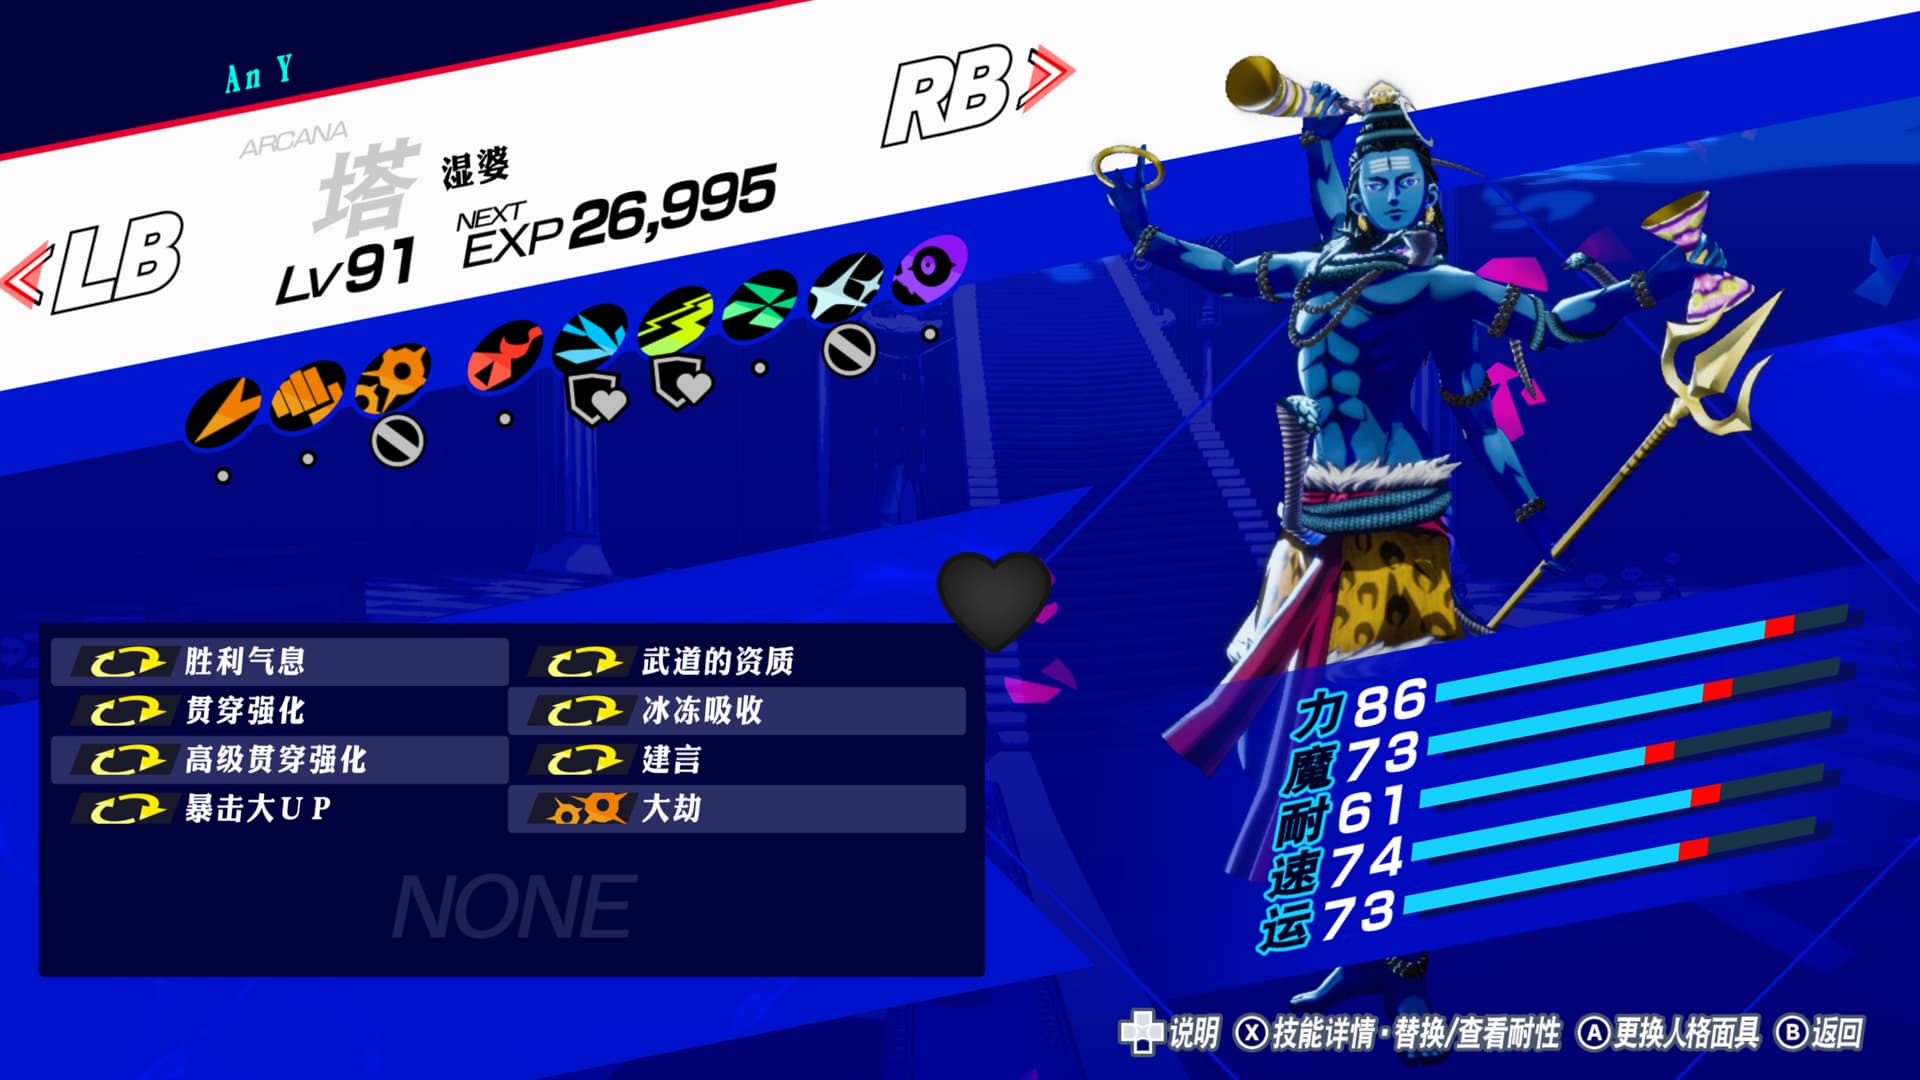 An Y
ARCANA
塔
湿婆
Lv91
NEXT
EXP 26,995
LB
RB
胜利气息
武道的资质
贯穿强化
冰冻吸收
高级贯穿强化
建言
暴击大UP
大劫
NONE
力 86
魔 73
耐 61
速 74
运 73
说明 X 技能详情·替换/查看耐性 A 更换人格面具 B 返回